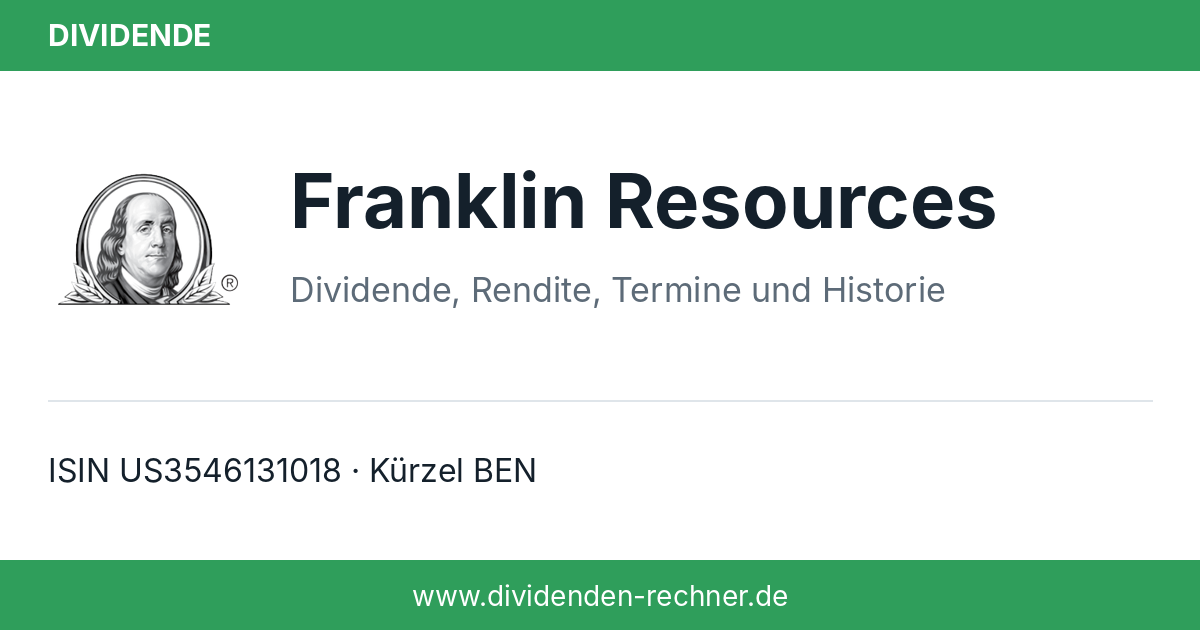 DIVIDENDE
Franklin Resources
Dividende, Rendite, Termine und Historie
®
ISIN US3546131018 · Kürzel BEN
www.dividenden-rechner.de